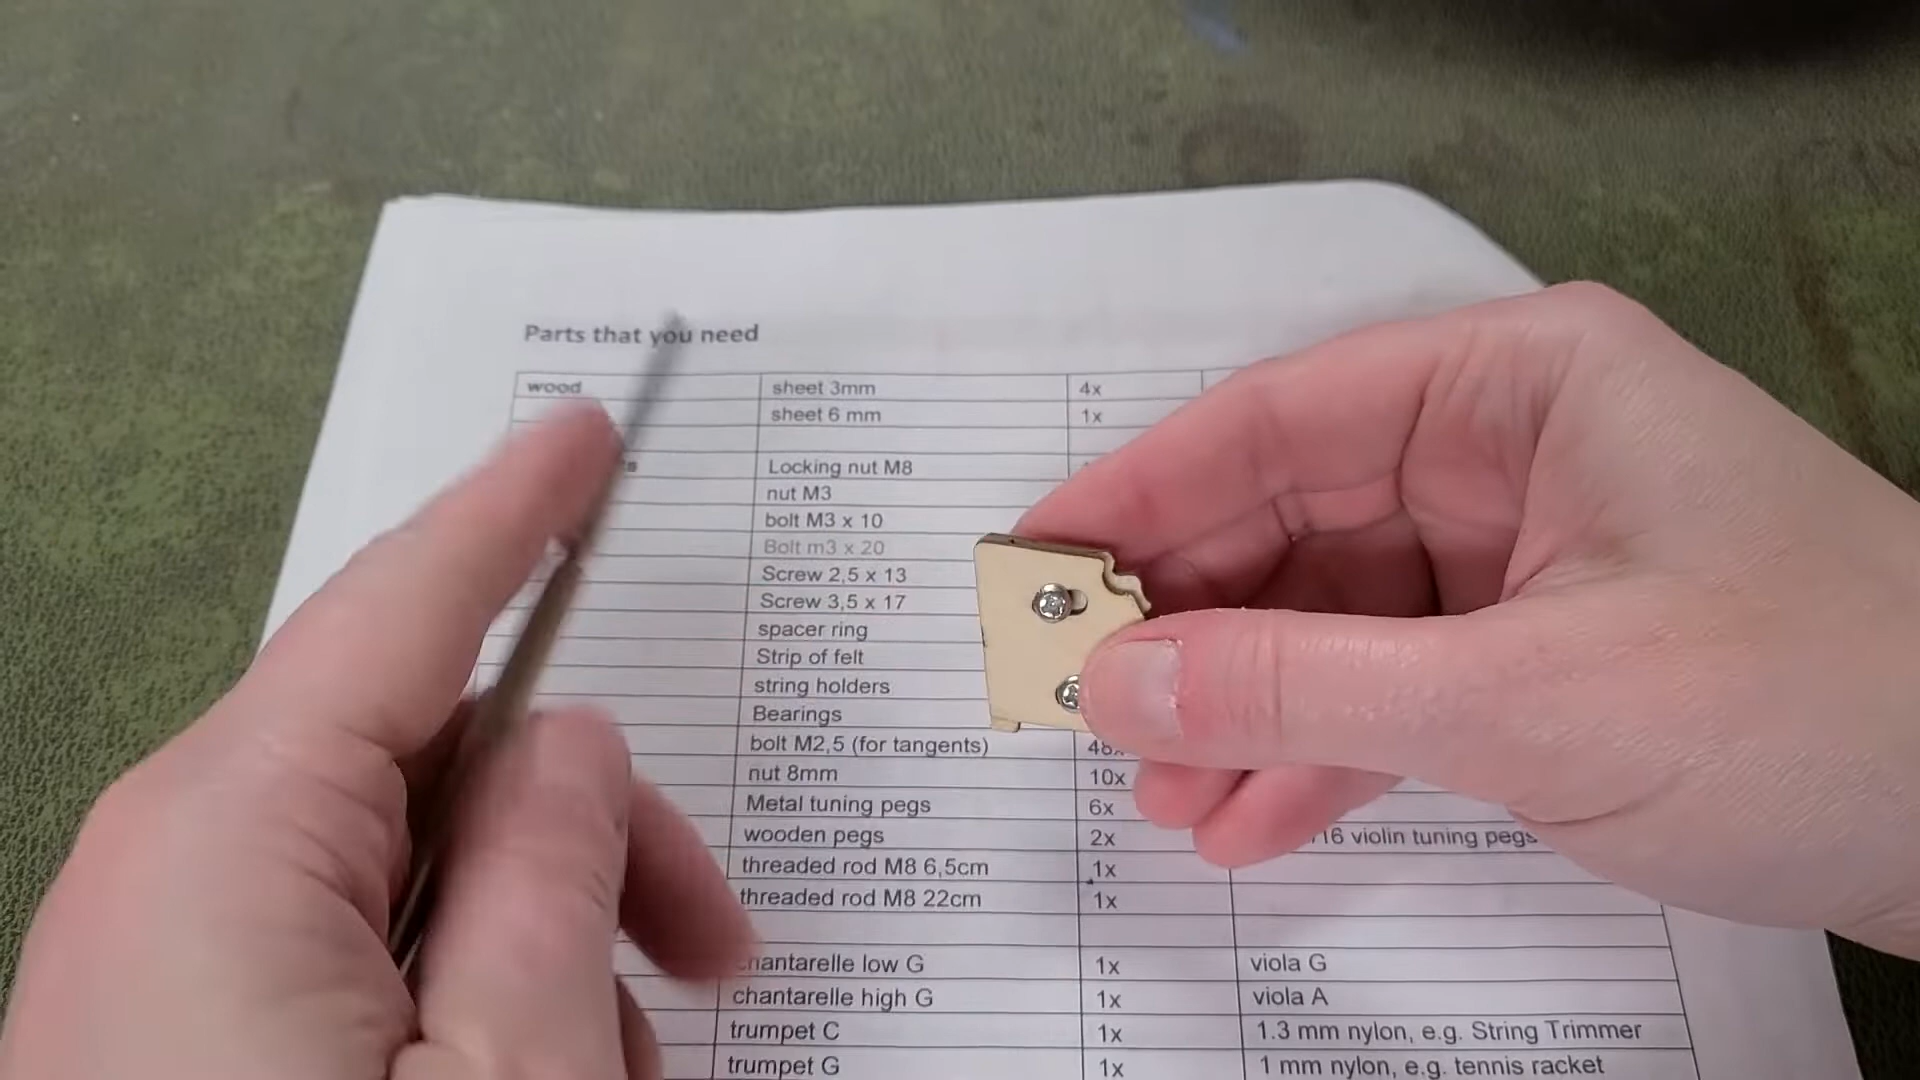 Parts that you need
wood sheet 3mm 4x
sheet 6 mm 1x
Locking nut M8
nut M3
bolt M3 x 10
Bolt m3 x 20
Screw 2,5 x 13
Screw 3,5 x 17
spacer ring
Strip of felt
string holders
Bearings
bolt M2,5 (for tangents)
nut 8mm 10x
Metal tuning pegs 6x
wooden pegs 2x violin tuning pegs
threaded rod M8 6,5cm 1x
threaded rod M8 22cm 1x
low G 1x viola G
chantarelle high G 1x viola A
trumpet C 1x 1.3 mm nylon, e.g. String Trimmer
trumpet G 1x 1 mm nylon, e.g. tennis racket